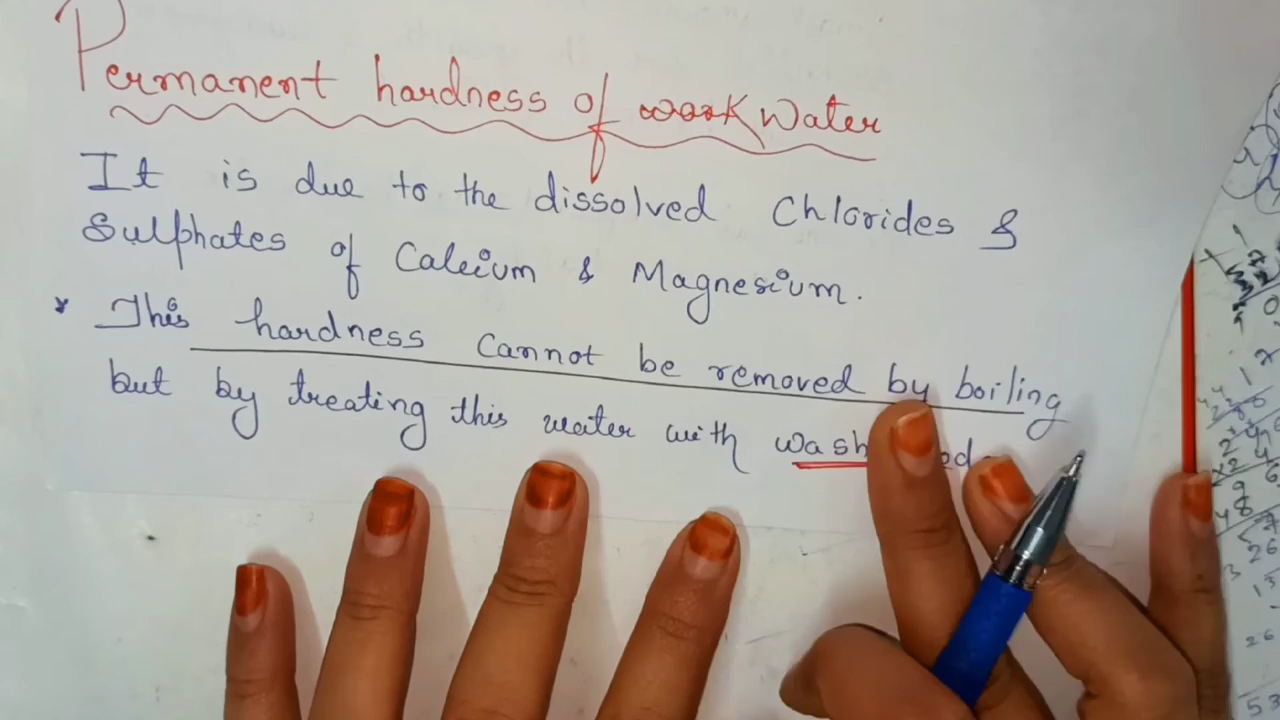 Permanent hardness of Water
It is due to the dissolved Chlorides &
Sulphates of Calcium & Magnesium.
* This hardness cannot be removed by boiling
but by treating this water with